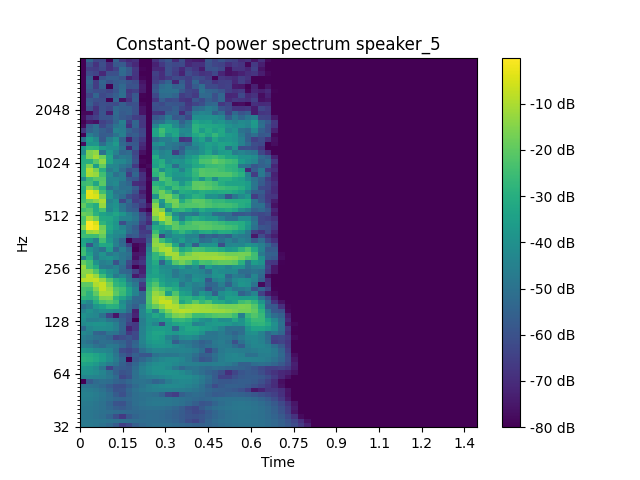 Constant-Q power spectrum speaker_5
Hz
2048
1024
512
256
128
64
32
0 0.15 0.3 0.45 0.6 0.75 0.9 1.1 1.2 1.4
Time
-10 dB
-20 dB
-30 dB
-40 dB
-50 dB
-60 dB
-70 dB
-80 dB